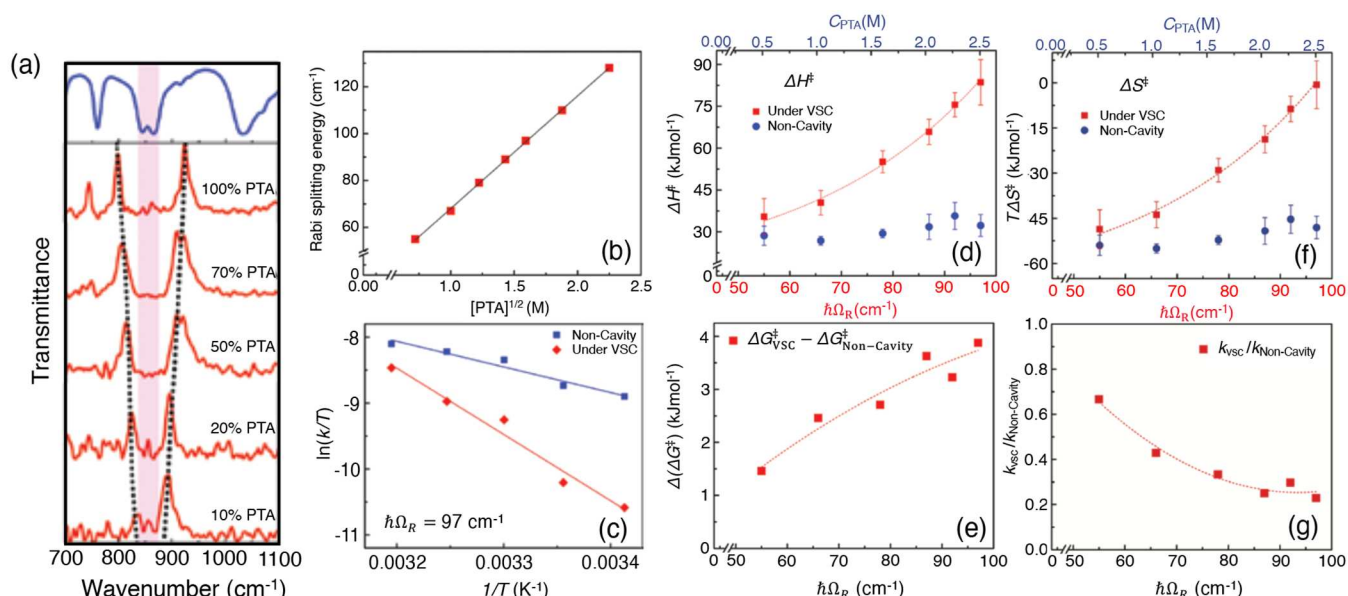 (a)
100% PTA
70% PTA
50% PTA
20% PTA
10% PTA
Transmittance
700 800 900 1000 1100
Wavenumber (cm⁻¹)
Rabi splitting energy (cm⁻¹)
120
100
80
60
0
(b)
0.0 1.0 1.5 2.0 2.5
[PTA]¹ᐟ² (M)
ln(k/T)
-8
-9
-10
-11
Non-Cavity
Under VSC
ħΩR = 97 cm⁻¹
(c)
0.0032 0.0033 0.0034
1/T (K⁻¹)
CPTA(M)
0.00 0.5 1.0 1.5 2.0 2.5
ΔH‡
Under VSC
Non-Cavity
ΔH‡ (kJmol⁻¹)
90
75
60
45
30
0
(d)
0 50 60 70 80 90 100
ħΩR(cm⁻¹)
Δ(ΔG‡) (kJmol⁻¹)
5
4
3
2
1
0
ΔG‡VSC − ΔG‡Non−Cavity
(e)
0 50 60 70 80 90 100
ħΩR (cm⁻¹)
CPTA(M)
0.00 0.5 1.0 1.5 2.0 2.5
ΔS‡
Under VSC
Non-Cavity
TΔS‡ (kJmol⁻¹)
0
-15
-30
-45
-60
(f)
0 50 60 70 80 90 100
ħΩR(cm⁻¹)
kvsc/kNon-Cavity
1.0
0.8
0.6
0.4
0.2
0.0
kvsc/kNon-Cavity
(g)
0 50 60 70 80 90 100
ħΩR (cm⁻¹)